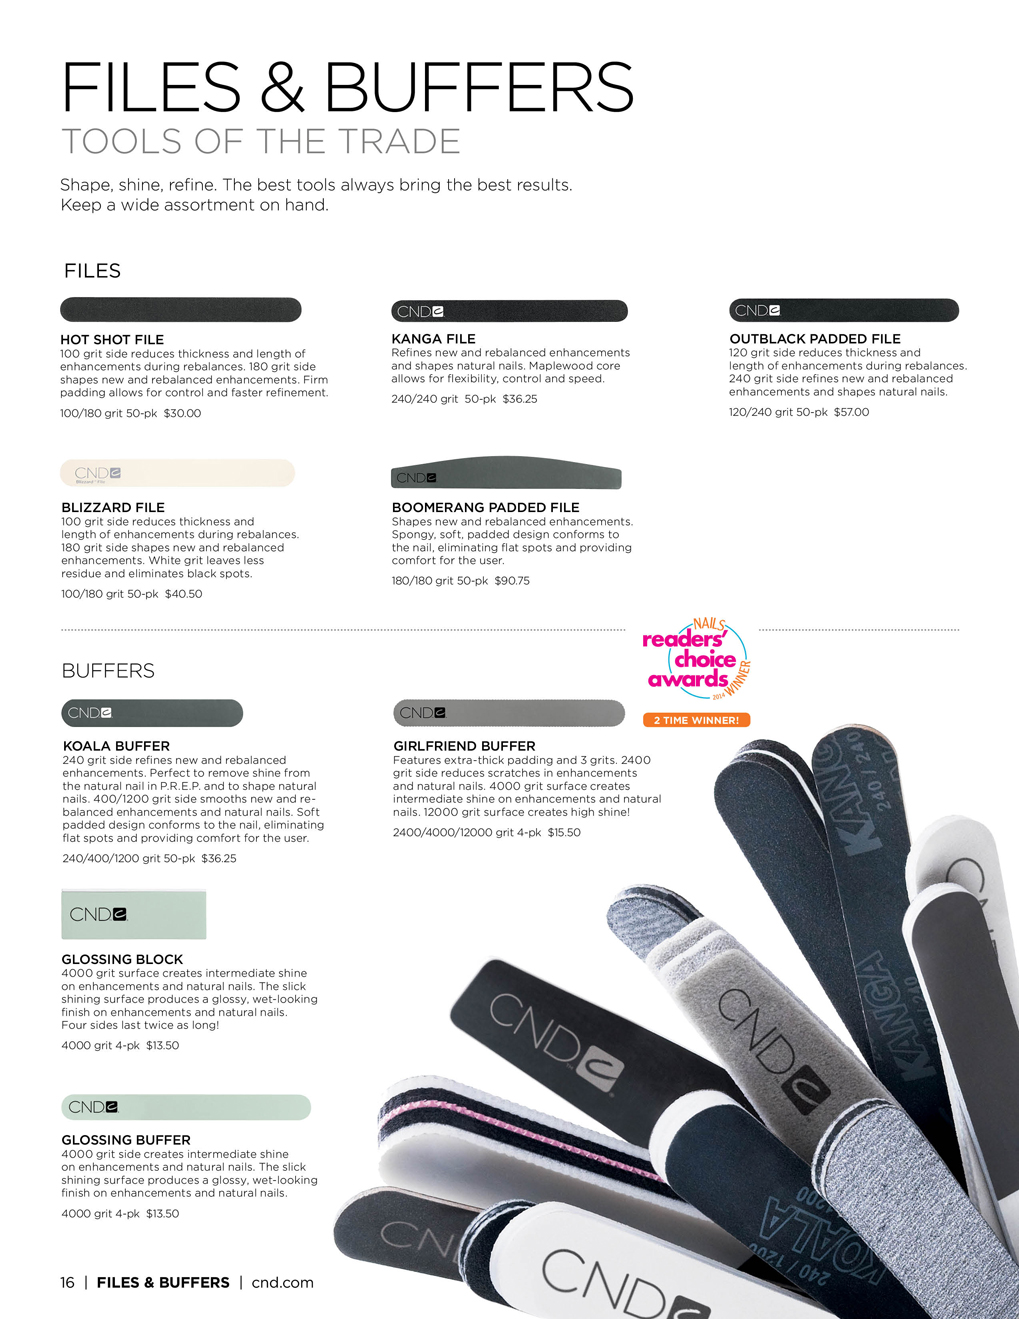 FILES & BUFFERS
TOOLS OF THE TRADE
Shape, shine, refine. The best tools always bring the best results.
Keep a wide assortment on hand.
FILES
HOT SHOT FILE
100 grit side reduces thickness and length of
enhancements during rebalances. 180 grit side
shapes new and rebalanced enhancements. Firm
padding allows for control and faster refinement.
100/180 grit 50-pk $30.00
CND
KANGA FILE
Refines new and rebalanced enhancements
and shapes natural nails. Maplewood core
allows for flexibility, control and speed.
240/240 grit 50-pk $36.25
CND
OUTBLACK PADDED FILE
120 grit side reduces thickness and
length of enhancements during rebalances.
240 grit side refines new and rebalanced
enhancements and shapes natural nails.
120/240 grit 50-pk $57.00
CND
Blizzard File
BLIZZARD FILE
100 grit side reduces thickness and
length of enhancements during rebalances.
180 grit side shapes new and rebalanced
enhancements. White grit leaves less
residue and eliminates black spots.
100/180 grit 50-pk $40.50
CND
BOOMERANG PADDED FILE
Shapes new and rebalanced enhancements.
Spongy, soft, padded design conforms to
the nail, eliminating flat spots and providing
comfort for the user.
180/180 grit 50-pk $90.75
NAILS
readers'
choice
awards
2014 WINNER
2 TIME WINNER!
BUFFERS
CND
KOALA BUFFER
240 grit side refines new and rebalanced
enhancements. Perfect to remove shine from
the natural nail in P.R.E.P. and to shape natural
nails. 400/1200 grit side smooths new and re-
balanced enhancements and natural nails. Soft
padded design conforms to the nail, eliminating
flat spots and providing comfort for the user.
240/400/1200 grit 50-pk $36.25
CND
GIRLFRIEND BUFFER
Features extra-thick padding and 3 grits. 2400
grit side reduces scratches in enhancements
and natural nails. 4000 grit surface creates
intermediate shine on enhancements and natural
nails. 12000 grit surface creates high shine!
2400/4000/12000 grit 4-pk $15.50
CND
GLOSSING BLOCK
4000 grit surface creates intermediate shine
on enhancements and natural nails. The slick
shining surface produces a glossy, wet-looking
finish on enhancements and natural nails.
Four sides last twice as long!
4000 grit 4-pk $13.50
CND
GLOSSING BUFFER
4000 grit side creates intermediate shine
on enhancements and natural nails. The slick
shining surface produces a glossy, wet-looking
finish on enhancements and natural nails.
4000 grit 4-pk $13.50
KANGA
240 / 240
KANGA
CND
CND
KOALA
240 / 1200
CND
16 | FILES & BUFFERS | cnd.com